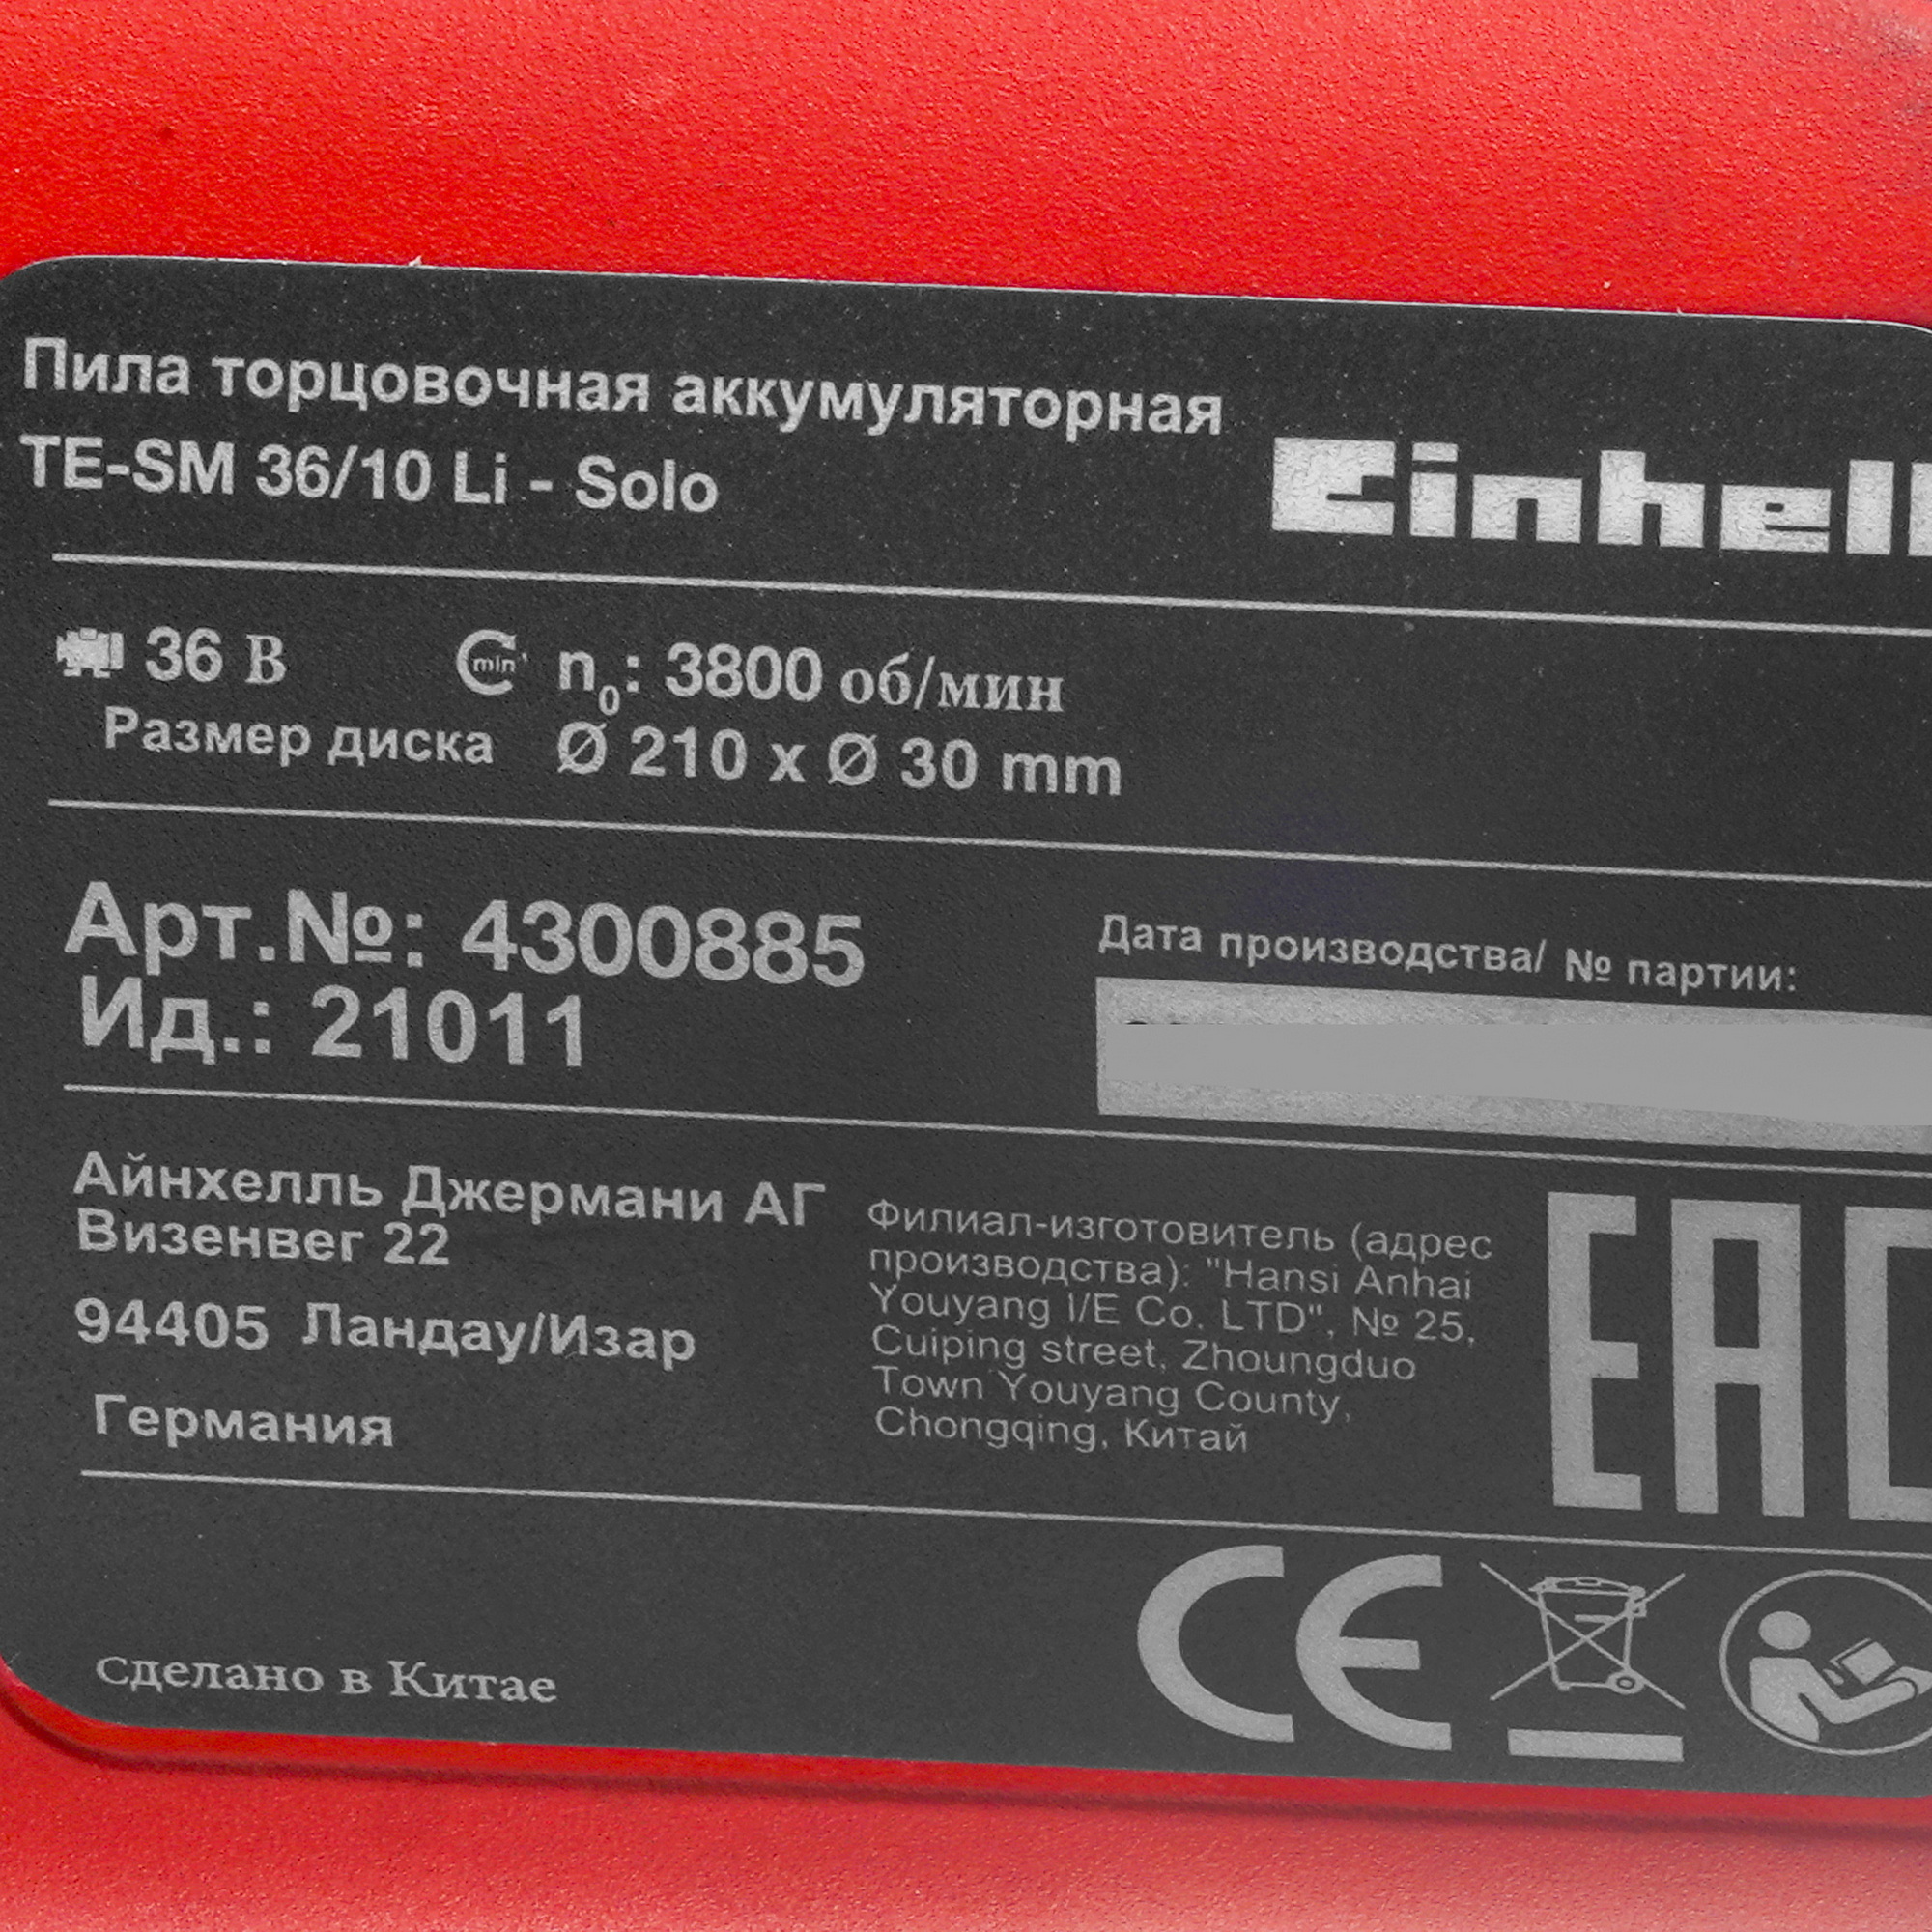 Пила торцовочная аккумуляторная
TE-SM 36/10 Li - Solo
Einhell
36 В min⁻¹ n₀: 3800 об/мин
Размер диска Ø 210 x Ø 30 mm
Арт.№: 4300885
Ид.: 21011
Дата производства/ № партии:
Айнхелль Джермани АГ
Визенвег 22
94405 Ландау/Изар
Германия
Филиал-изготовитель (адрес
производства): "Hansi Anhai
Youyang I/E Co. LTD", № 25,
Cuiping street, Zhoungduo
Town Youyang County,
Chongqing, Китай
EAC
CE
Сделано в Китае